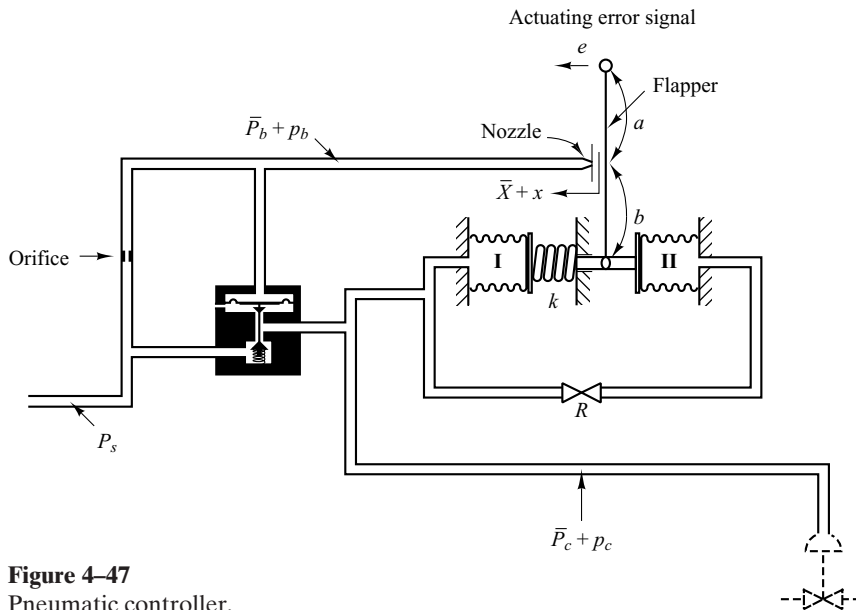 Actuating error signal
e
Flapper
P̄b + pb
Nozzle
a
X̄ + x
b
Orifice
I
II
k
R
Ps
P̄c + pc
Figure 4–47
Pneumatic controller.